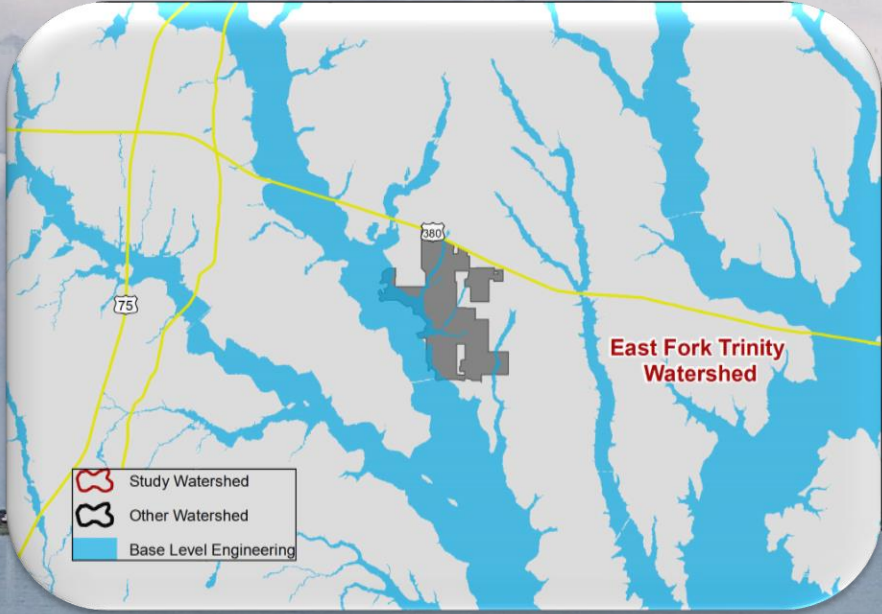 380
75
East Fork Trinity
Watershed
Study Watershed
Other Watershed
Base Level Engineering